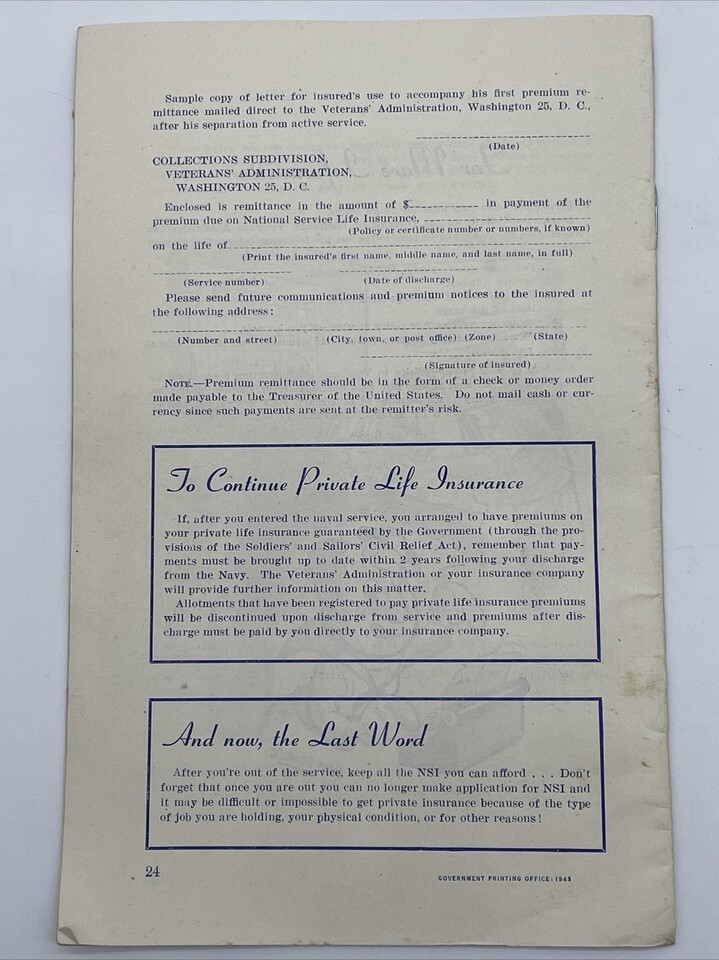 Sample copy of letter for insured's use to accompany his first premium re-
mittance mailed direct to the Veterans' Administration, Washington 25, D. C.,
after his separation from active service.
(Date)
COLLECTIONS SUBDIVISION,
VETERANS' ADMINISTRATION,
WASHINGTON 25, D. C.
Enclosed is remittance in the amount of $____________ in payment of the
premium due on National Service Life Insurance, ____________
(Policy or certificate number or numbers, if known)
on the life of____________
(Print the insured's first name, middle name, and last name, in full)
(Service number) (Date of discharge)
Please send future communications and premium notices to the insured at
the following address:
(Number and street) (City, town, or post office) (Zone) (State)
(Signature of insured)
NOTE.—Premium remittance should be in the form of a check or money order
made payable to the Treasurer of the United States. Do not mail cash or cur-
rency since such payments are sent at the remitter's risk.
To Continue Private Life Insurance
If, after you entered the naval service, you arranged to have premiums on
your private life insurance guaranteed by the Government (through the pro-
visions of the Soldiers' and Sailors' Civil Relief Act), remember that pay-
ments must be brought up to date within 2 years following your discharge
from the Navy. The Veterans' Administration or your insurance company
will provide further information on this matter.
Allotments that have been registered to pay private life insurance premiums
will be discontinued upon discharge from service and premiums after dis-
charge must be paid by you directly to your insurance company.
And now, the Last Word
After you're out of the service, keep all the NSI you can afford . . . Don't
forget that once you are out you can no longer make application for NSI and
it may be difficult or impossible to get private insurance because of the type
of job you are holding, your physical condition, or for other reasons!
24
GOVERNMENT PRINTING OFFICE: 1945